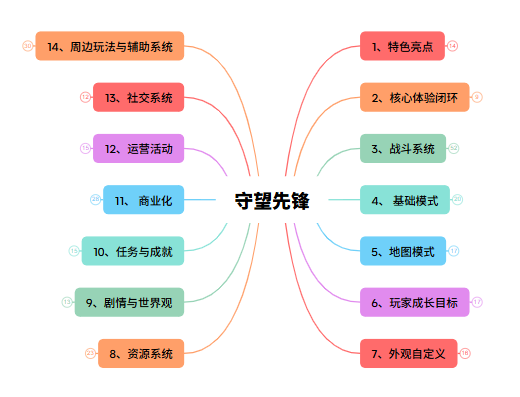 守望先锋
1、特色亮点
14
2、核心体验闭环
9
3、战斗系统
52
4、 基础模式
20
5、地图模式
17
6、玩家成长目标
17
7、外观自定义
18
8、资源系统
23
9、剧情与世界观
13
10、任务与成就
15
11、 商业化
28
12、运营活动
15
13、社交系统
12
14、周边玩法与辅助系统